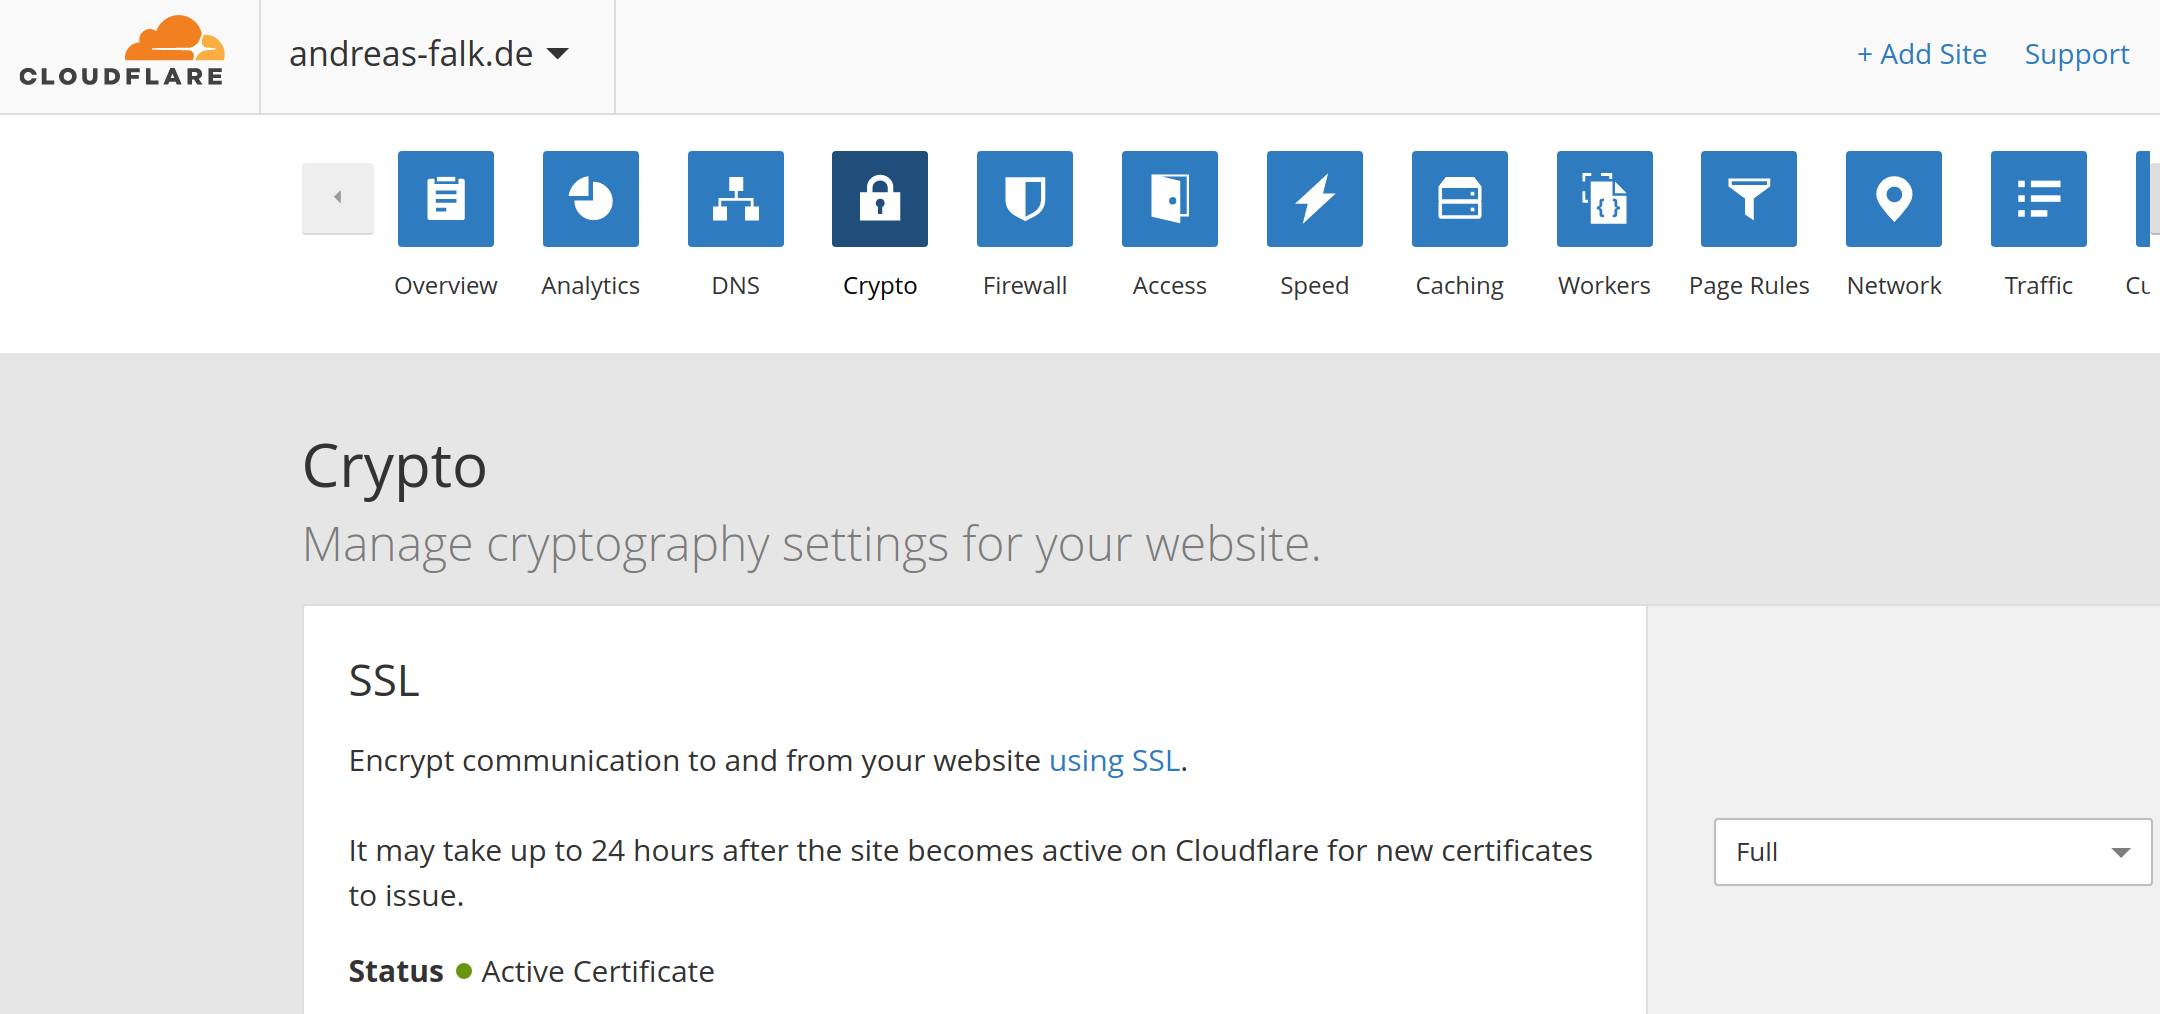 CLOUDFLARE
andreas-falk.de
+ Add Site
Support
Overview
Analytics
DNS
Crypto
Firewall
Access
Speed
Caching
Workers
Page Rules
Network
Traffic
Crypto
Manage cryptography settings for your website.
SSL
Encrypt communication to and from your website using SSL.
It may take up to 24 hours after the site becomes active on Cloudflare for new certificates
to issue.
Full
Status Active Certificate